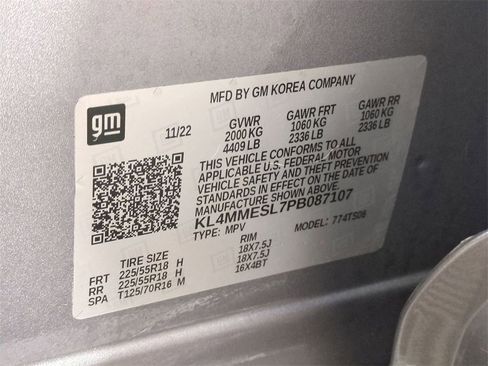 MFD BY GM KOREA COMPANY
gm
11/22
GVWR GAWR FRT GAWR RR
2000 KG 1060 KG 1060 KG
4409 LB 2336 LB 2336 LB
THIS VEHICLE CONFORMS TO ALL
APPLICABLE U.S. FEDERAL MOTOR
VEHICLE SAFETY AND THEFT PREVENTION
STANDARDS IN EFFECT ON THE DATE OF
MANUFACTURE SHOWN ABOVE.
KL4MMESL7PB087107
TYPE: MPV MODEL: 774TS08
TIRE SIZE RIM
FRT 225/55R18 H 18X7.5J
RR 225/55R18 H 18X7.5J
SPA T125/70R16 M 16X4BT